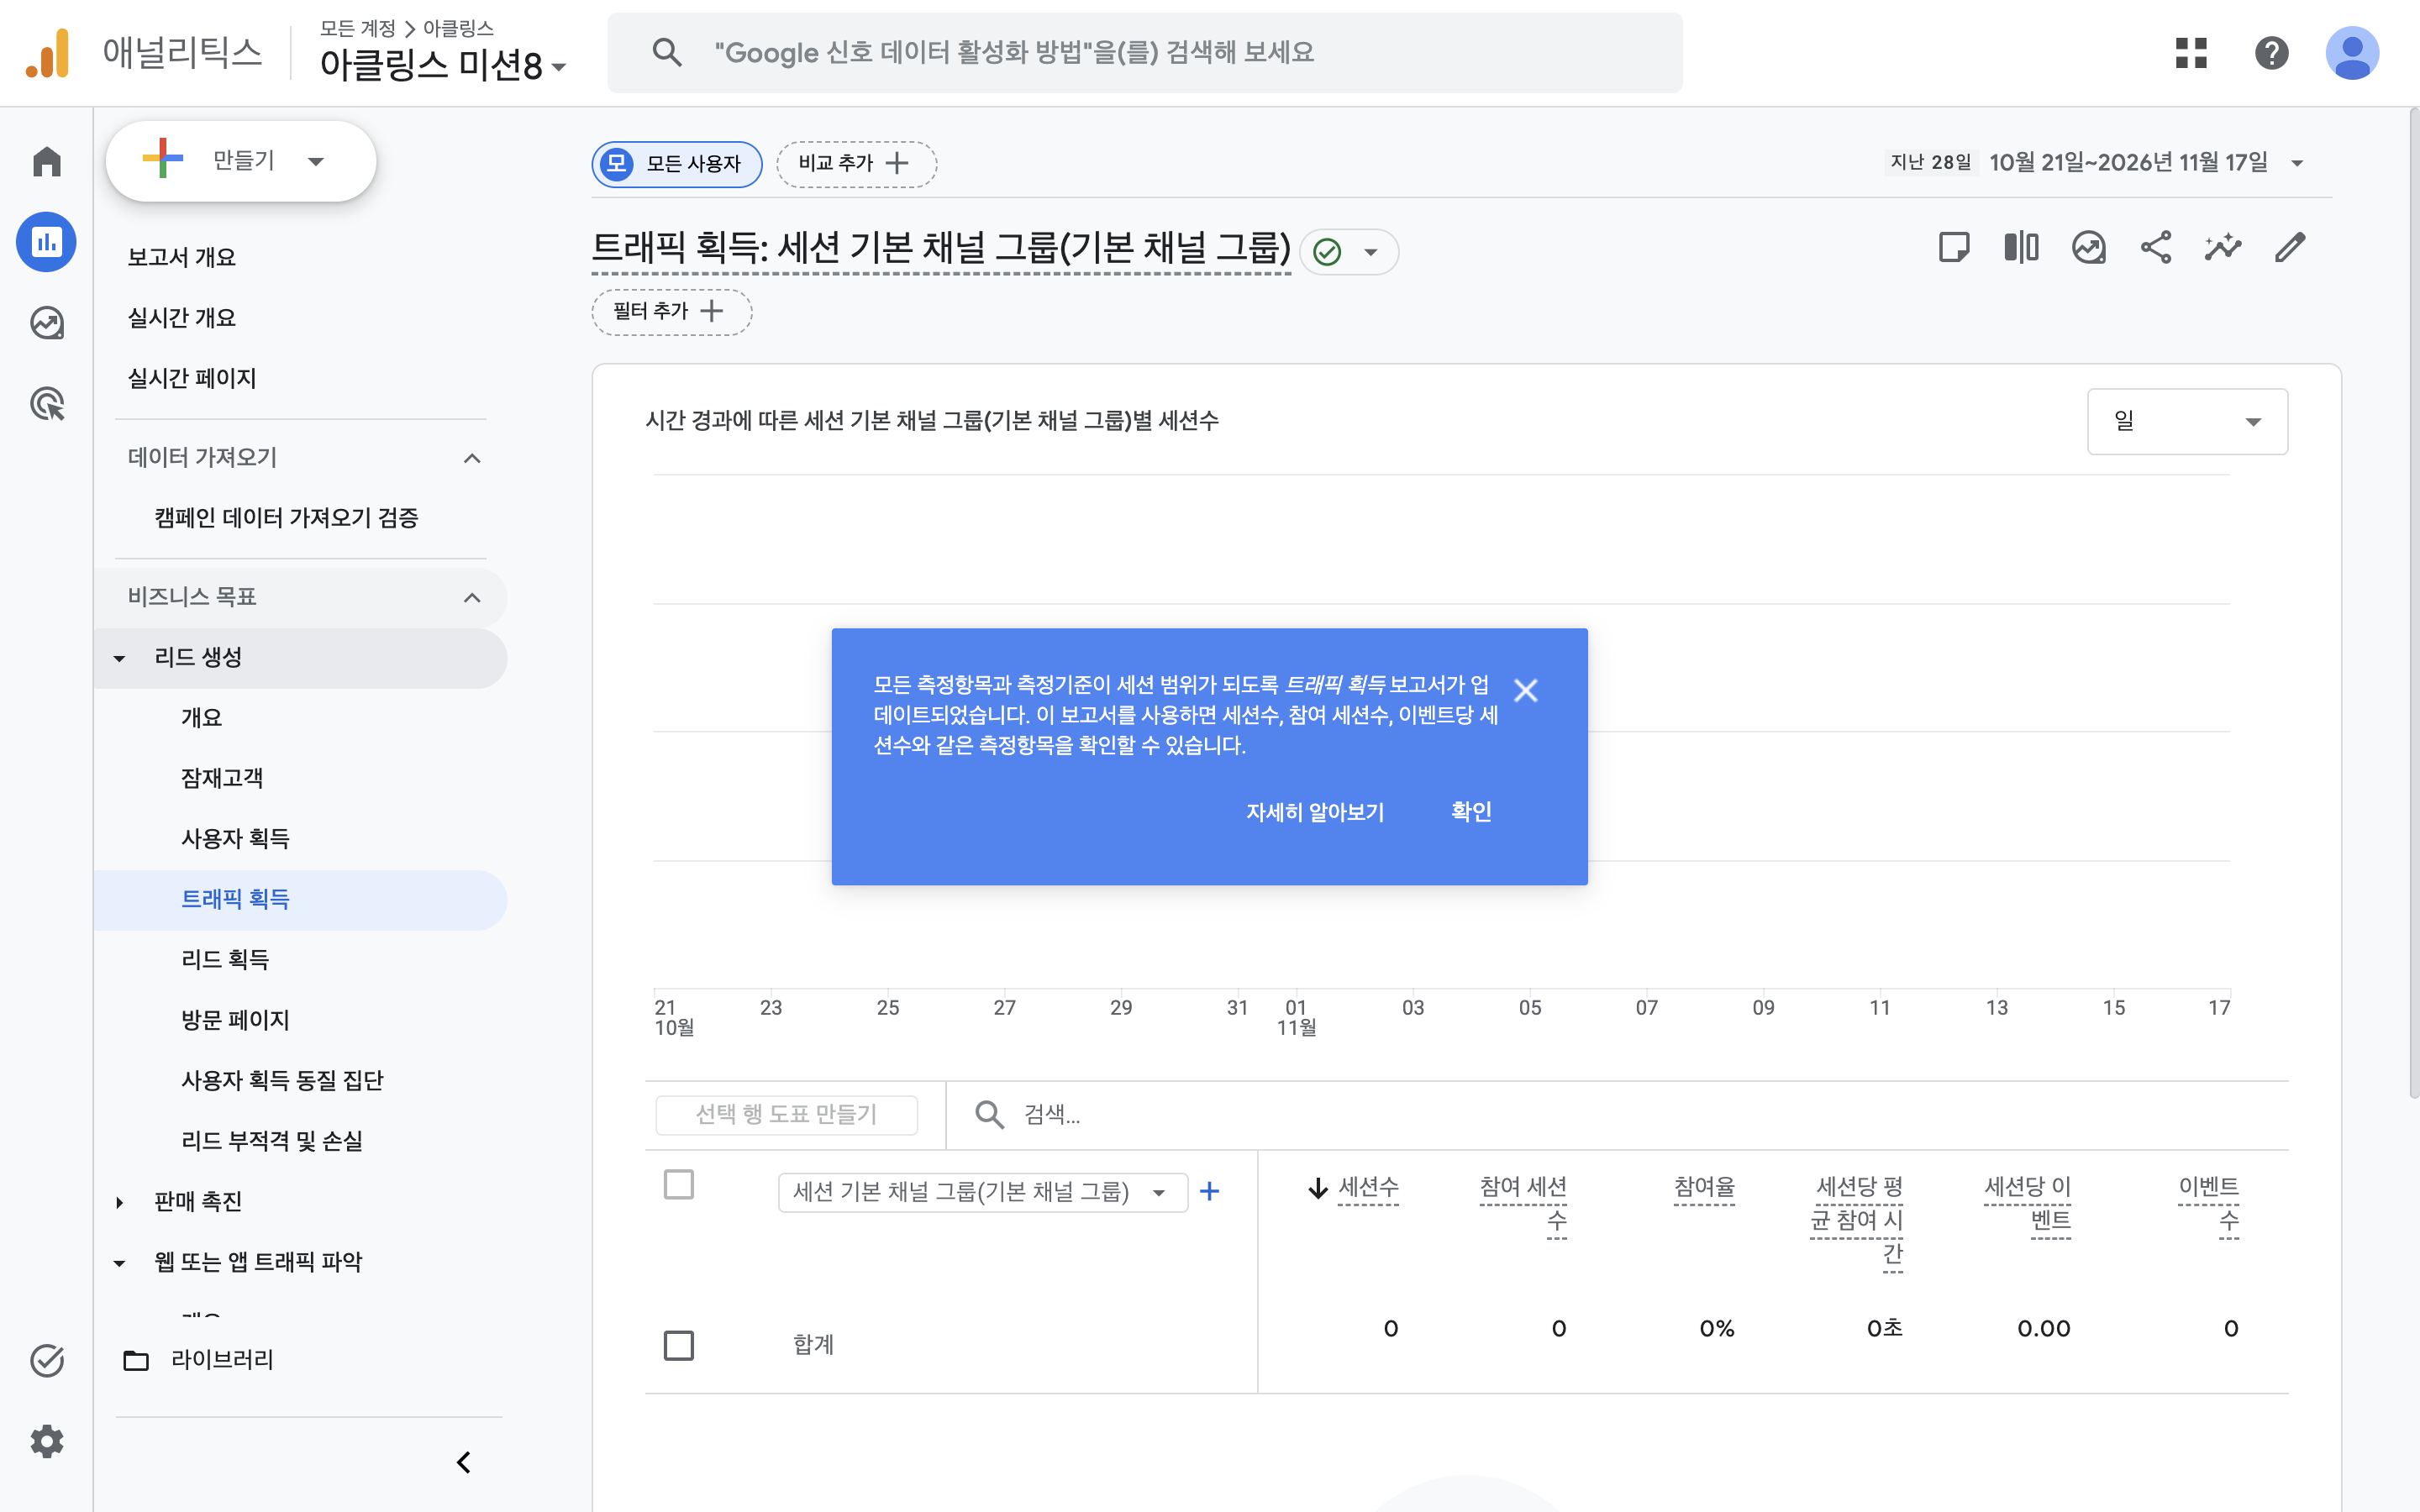 애널리틱스
모든 계정 > 아클링스
아클링스 미션8
"Google 신호 데이터 활성화 방법"을(를) 검색해 보세요
만들기
보고서 개요
실시간 개요
실시간 페이지
데이터 가져오기
캠페인 데이터 가져오기 검증
비즈니스 목표
리드 생성
개요
잠재고객
사용자 획득
트래픽 획득
리드 획득
방문 페이지
사용자 획득 동질 집단
리드 부적격 및 손실
판매 촉진
웹 또는 앱 트래픽 파악
라이브러리
모 모든 사용자
비교 추가
지난 28일 10월 21일~2026년 11월 17일
트래픽 획득: 세션 기본 채널 그룹(기본 채널 그룹)
필터 추가
시간 경과에 따른 세션 기본 채널 그룹(기본 채널 그룹)별 세션수
일
모든 측정항목과 측정기준이 세션 범위가 되도록 트래픽 획득 보고서가 업
데이트되었습니다. 이 보고서를 사용하면 세션수, 참여 세션수, 이벤트당 세
션수와 같은 측정항목을 확인할 수 있습니다.
자세히 알아보기 확인
21 23 25 27 29 31 01 03 05 07 09 11 13 15 17
10월 11월
선택 행 도표 만들기
검색...
세션 기본 채널 그룹(기본 채널 그룹)
세션수
참여 세션
수
참여율
세션당 평
균 참여 시
간
세션당 이
벤트
이벤트
수
합계
0 0 0% 0초 0.00 0